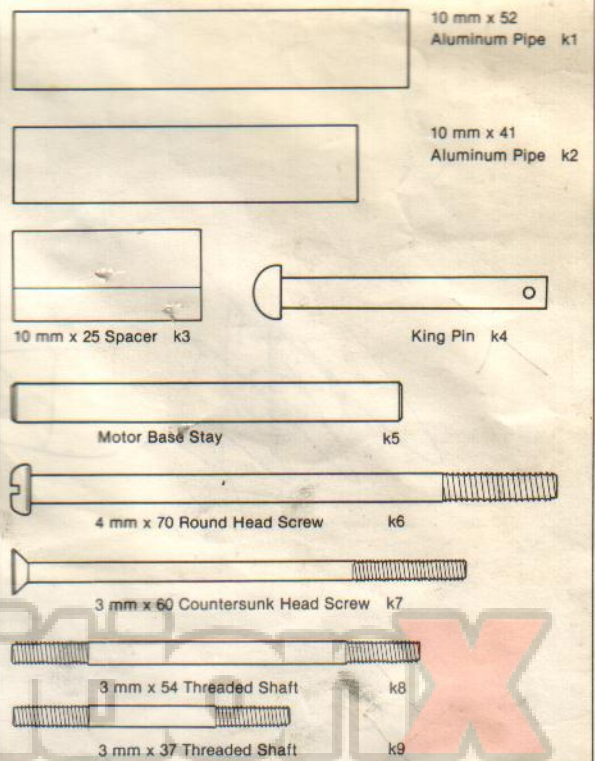 10 mm x 52
Aluminum Pipe k1
10 mm x 41
Aluminum Pipe k2
10 mm x 25 Spacer k3
King Pin k4
Motor Base Stay k5
4 mm x 70 Round Head Screw k6
3 mm x 60 Countersunk Head Screw k7
3 mm x 54 Threaded Shaft k8
3 mm x 37 Threaded Shaft k9